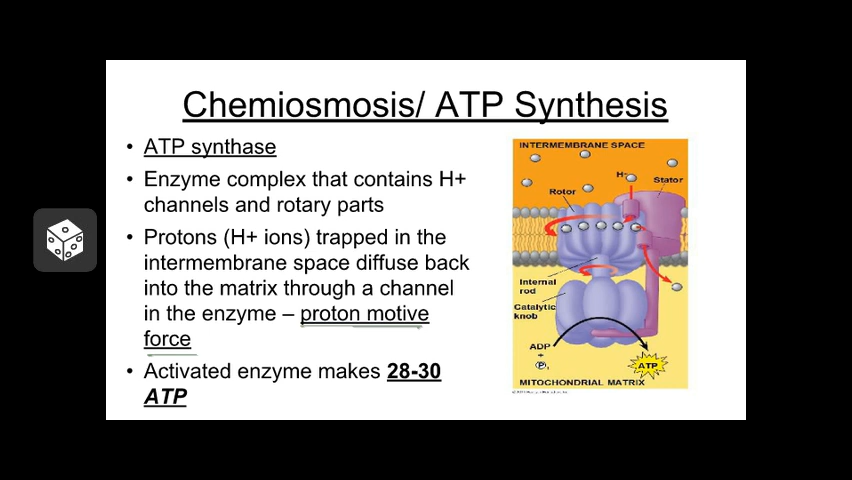 Chemiosmosis/ ATP Synthesis
• ATP synthase
• Enzyme complex that contains H+
channels and rotary parts
• Protons (H+ ions) trapped in the
intermembrane space diffuse back
into the matrix through a channel
in the enzyme – proton motive
force
• Activated enzyme makes 28-30
ATP
INTERMEMBRANE SPACE
H+
Stator
Rotor
Internal
rod
Catalytic
knob
ADP
+
P i
ATP
MITOCHONDRIAL MATRIX